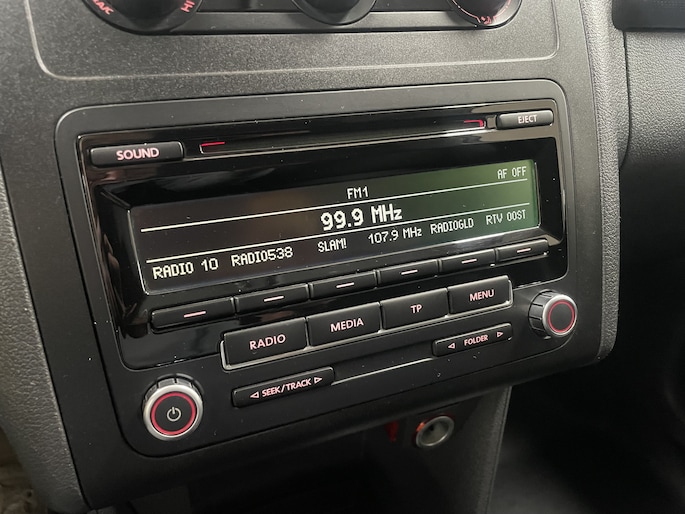 HI
SOUND
EJECT
AF OFF
FM1
99.9 MHz
RADIO 10 RADIO538 SLAM! 107.9 MHz RADIOGLD RTV OOST
RADIO MEDIA TP MENU
SEEK/TRACK
FOLDER